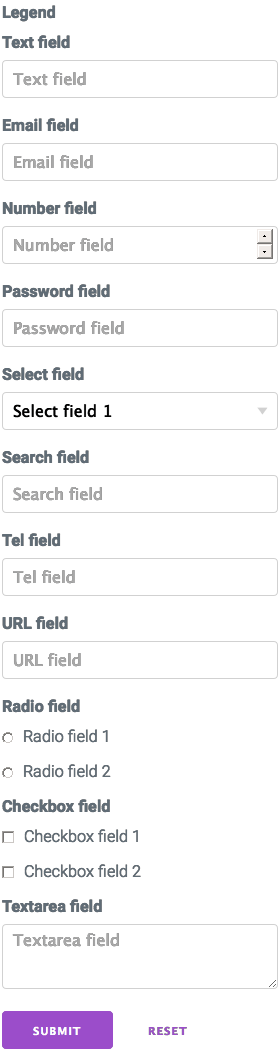 Legend
Text field
Text field
Email field
Email field
Number field
Number field
Password field
Password field
Select field
Select field 1
Search field
Search field
Tel field
Tel field
URL field
URL field
Radio field
Radio field 1
Radio field 2
Checkbox field
Checkbox field 1
Checkbox field 2
Textarea field
Textarea field
SUBMIT RESET